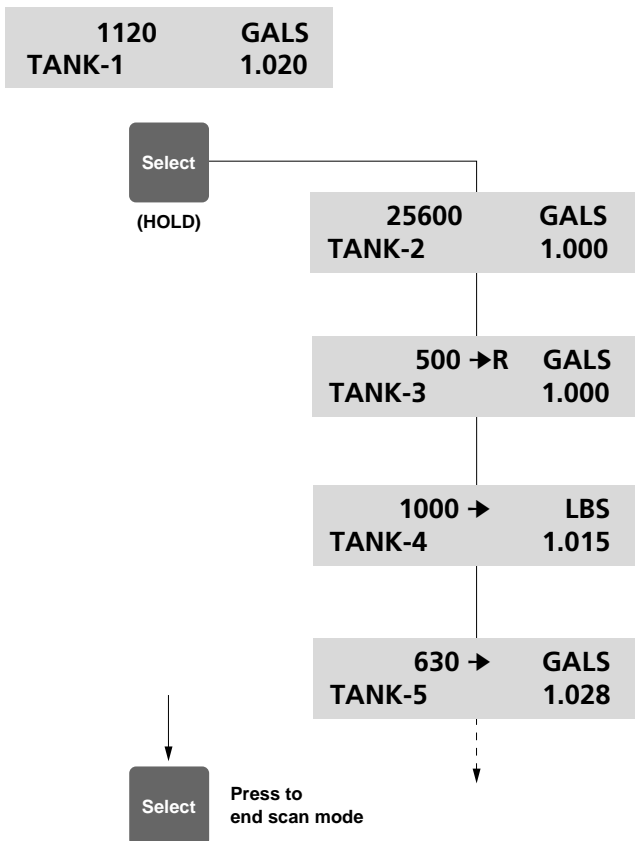 1120 GALS
TANK-1 1.020
Select
(HOLD)
25600 GALS
TANK-2 1.000
500 →R GALS
TANK-3 1.000
1000 → LBS
TANK-4 1.015
630 → GALS
TANK-5 1.028
Select
Press to
end scan mode